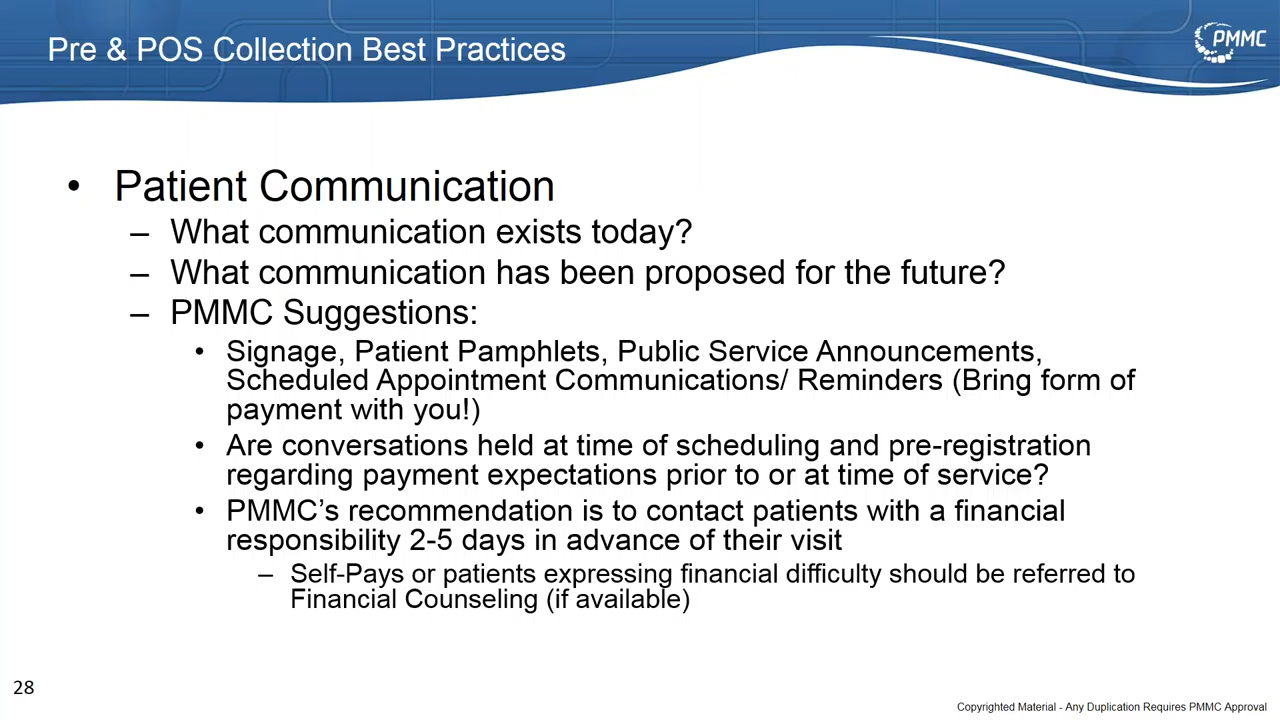 Pre & POS Collection Best Practices
PMMC
• Patient Communication
– What communication exists today?
– What communication has been proposed for the future?
– PMMC Suggestions:
• Signage, Patient Pamphlets, Public Service Announcements,
Scheduled Appointment Communications/ Reminders (Bring form of
payment with you!)
• Are conversations held at time of scheduling and pre-registration
regarding payment expectations prior to or at time of service?
• PMMC’s recommendation is to contact patients with a financial
responsibility 2-5 days in advance of their visit
– Self-Pays or patients expressing financial difficulty should be referred to
Financial Counseling (if available)
28
Copyrighted Material - Any Duplication Requires PMMC Approval